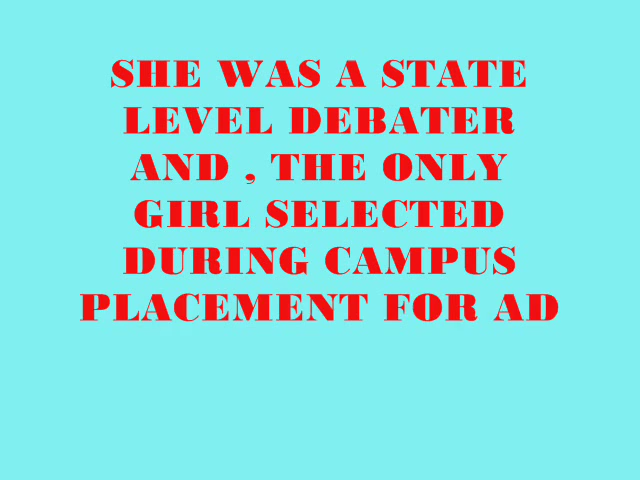 SHE WAS A STATE
LEVEL DEBATER
AND , THE ONLY
GIRL SELECTED
DURING CAMPUS
PLACEMENT FOR AD